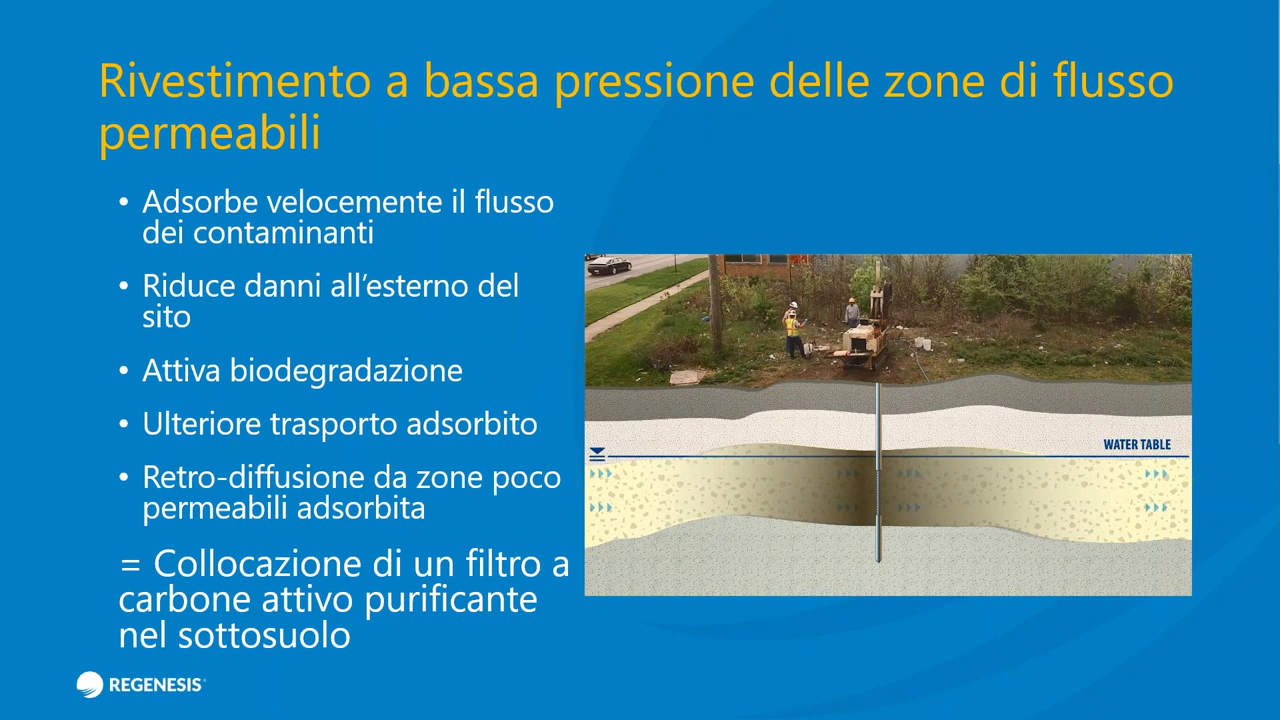 Rivestimento a bassa pressione delle zone di flusso
permeabili
• Adsorbe velocemente il flusso
dei contaminanti
• Riduce danni all'esterno del
sito
• Attiva biodegradazione
• Ulteriore trasporto adsorbito
• Retro-diffusione da zone poco
permeabili adsorbita
= Collocazione di un filtro a
carbone attivo purificante
nel sottosuolo
WATER TABLE
REGENESIS